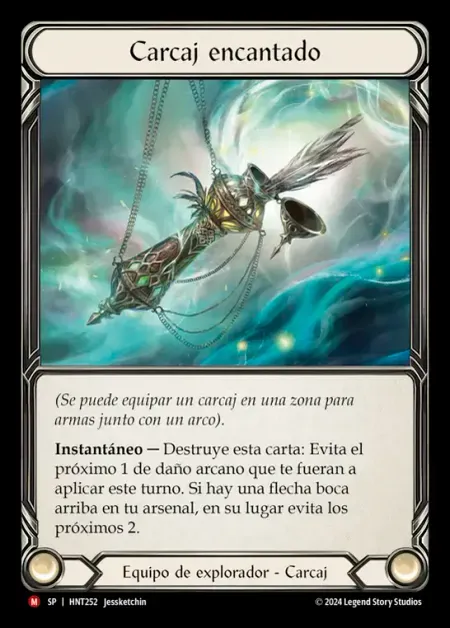 Carcaj encantado
(Se puede equipar un carcaj en una zona para
armas junto con un arco).
Instantáneo — Destruye esta carta: Evita el
próximo 1 de daño arcano que te fueran a
aplicar este turno. Si hay una flecha boca
arriba en tu arsenal, en su lugar evita los
próximos 2.
Equipo de explorador - Carcaj
M SP | HNT252 Jessketchin © 2024 Legend Story Studios